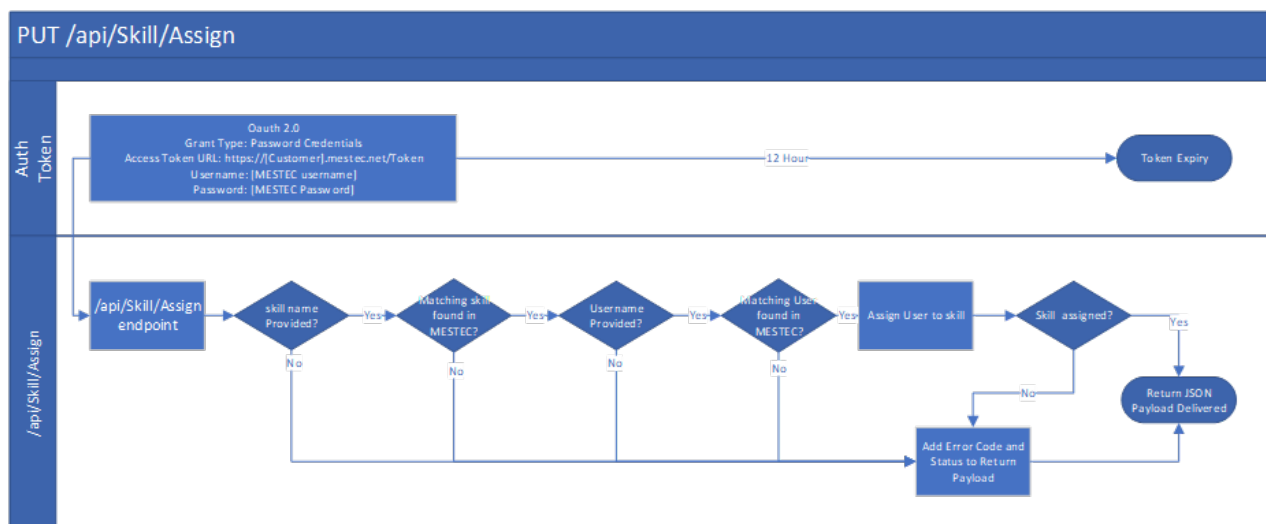 PUT /api/Skill/Assign
Auth
Token
Oauth 2.0
Grant Type: Password Credentials
Access Token URL: https://[Customer].mestec.net/Token
Username: [MESTEC username]
Password: [MESTEC Password]
12 Hour
Token Expiry
/api/Skill/Assign
/api/Skill/Assign
endpoint
skill name
Provided?
Yes
Matching skill
found in
MESTEC?
Yes
Username
Provided?
Yes
Matching User
found in
MESTEC?
Yes
Assign User to skill
Skill assigned?
Yes
No
No
No
No
No
Return JSON
Payload Delivered
Add Error Code and
Status to Return
Payload